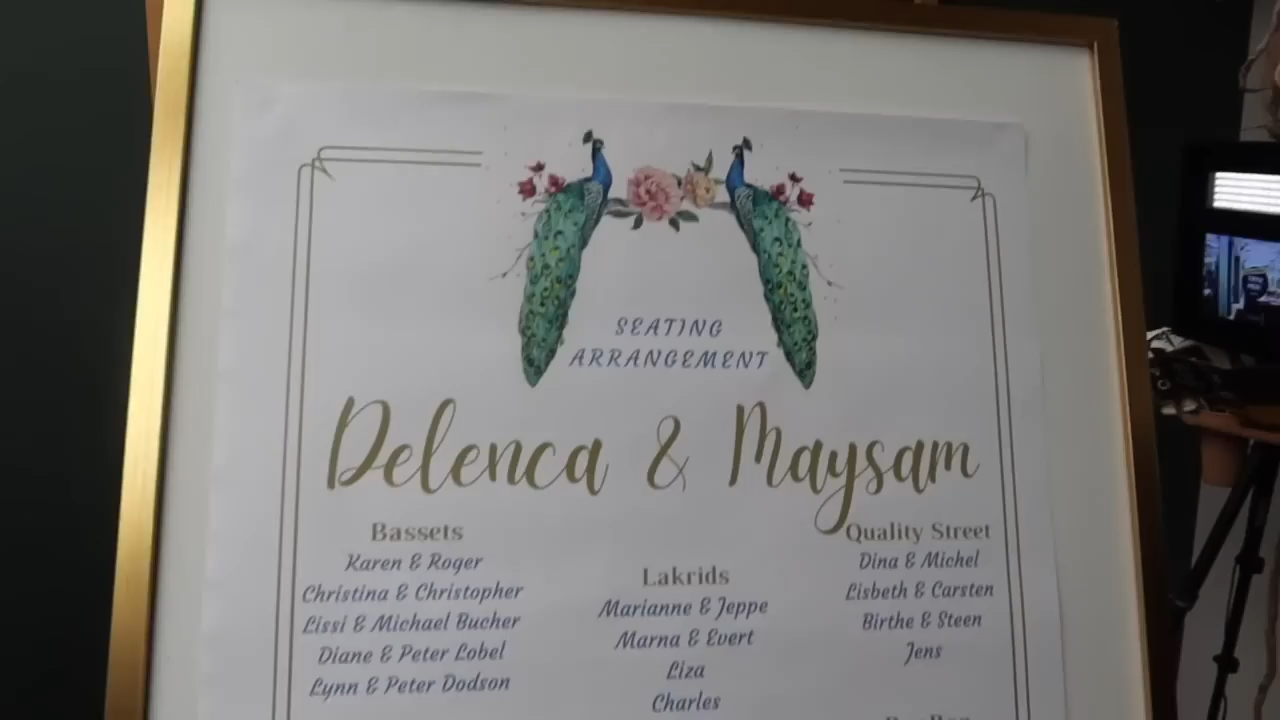 SEATING
ARRANGEMENT
Delenca & Maysam
Bassets
Karen & Roger
Christina & Christopher
Lissi & Michael Bucher
Diane & Peter Lobel
Lynn & Peter Dodson
Lakrids
Marianne & Jeppe
Marna & Evert
Liza
Charles
Quality Street
Dina & Michel
Lisbeth & Carsten
Birthe & Steen
Jens